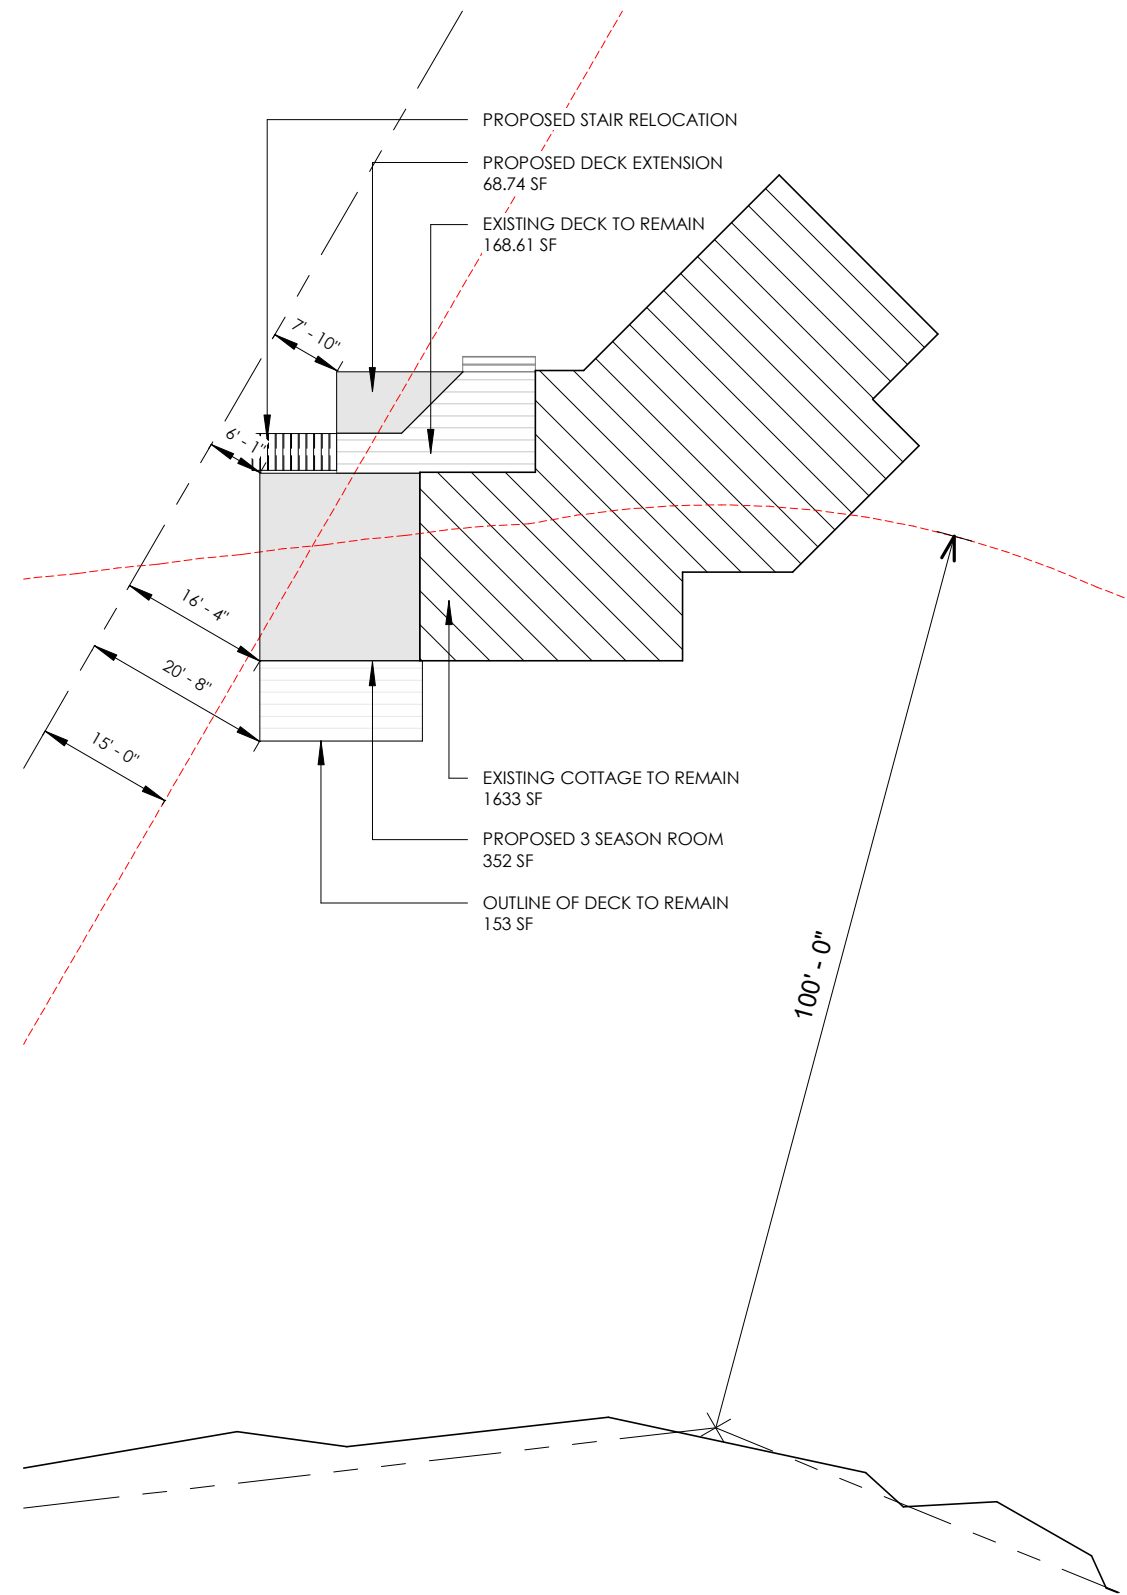 PROPOSED STAIR RELOCATION
PROPOSED DECK EXTENSION
68.74 SF
EXISTING DECK TO REMAIN
168.61 SF
7' - 10"
6' - 1"
16' - 4"
20' - 8"
15' - 0"
EXISTING COTTAGE TO REMAIN
1633 SF
PROPOSED 3 SEASON ROOM
352 SF
OUTLINE OF DECK TO REMAIN
153 SF
100' - 0"